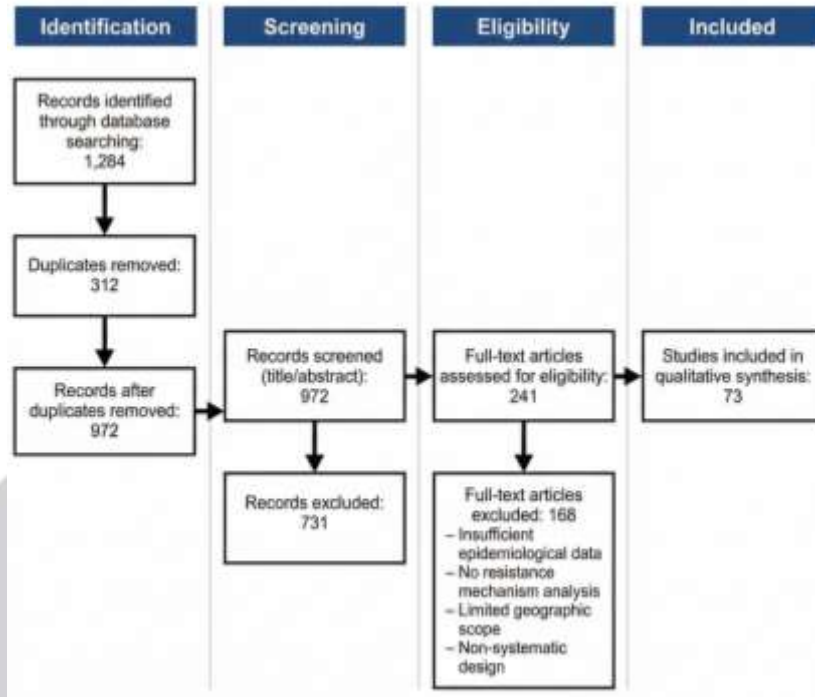 Identification
Records identified
through database
searching:
1,284
Duplicates removed:
312
Records after
duplicates removed:
972
Screening
Records screened
(title/abstract):
972
Records excluded:
731
Eligibility
Full-text articles
assessed for eligibility:
241
Full-text articles
excluded: 168
– Insufficient
epidemiological data
– No resistance
mechanism analysis
– Limited geographic
scope
– Non-systematic
design
Included
Studies included in
qualitative synthesis:
73